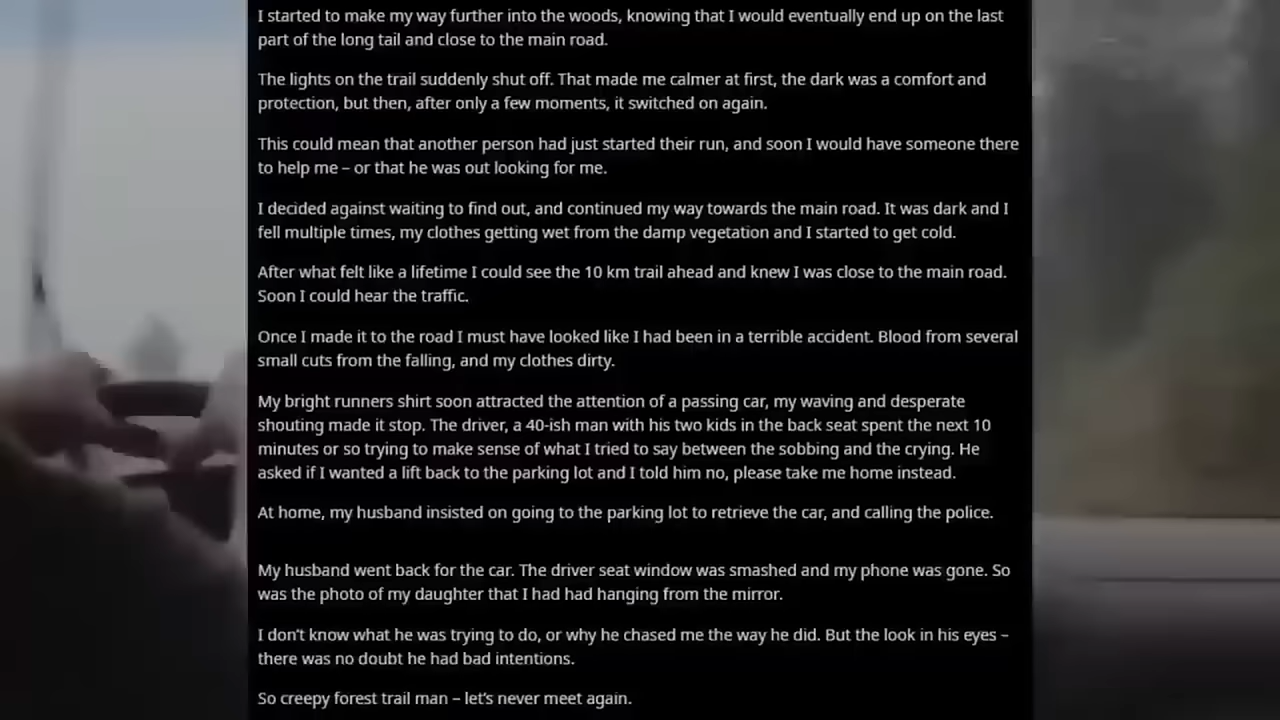 I started to make my way further into the woods, knowing that I would eventually end up on the last
part of the long tail and close to the main road.
The lights on the trail suddenly shut off. That made me calmer at first, the dark was a comfort and
protection, but then, after only a few moments, it switched on again.
This could mean that another person had just started their run, and soon I would have someone there
to help me – or that he was out looking for me.
I decided against waiting to find out, and continued my way towards the main road. It was dark and I
fell multiple times, my clothes getting wet from the damp vegetation and I started to get cold.
After what felt like a lifetime I could see the 10 km trail ahead and knew I was close to the main road.
Soon I could hear the traffic.
Once I made it to the road I must have looked like I had been in a terrible accident. Blood from several
small cuts from the falling, and my clothes dirty.
My bright runners shirt soon attracted the attention of a passing car, my waving and desperate
shouting made it stop. The driver, a 40-ish man with his two kids in the back seat spent the next 10
minutes or so trying to make sense of what I tried to say between the sobbing and the crying. He
asked if I wanted a lift back to the parking lot and I told him no, please take me home instead.
At home, my husband insisted on going to the parking lot to retrieve the car, and calling the police.
My husband went back for the car. The driver seat window was smashed and my phone was gone. So
was the photo of my daughter that I had had hanging from the mirror.
I don't know what he was trying to do, or why he chased me the way he did. But the look in his eyes –
there was no doubt he had bad intentions.
So creepy forest trail man – let's never meet again.